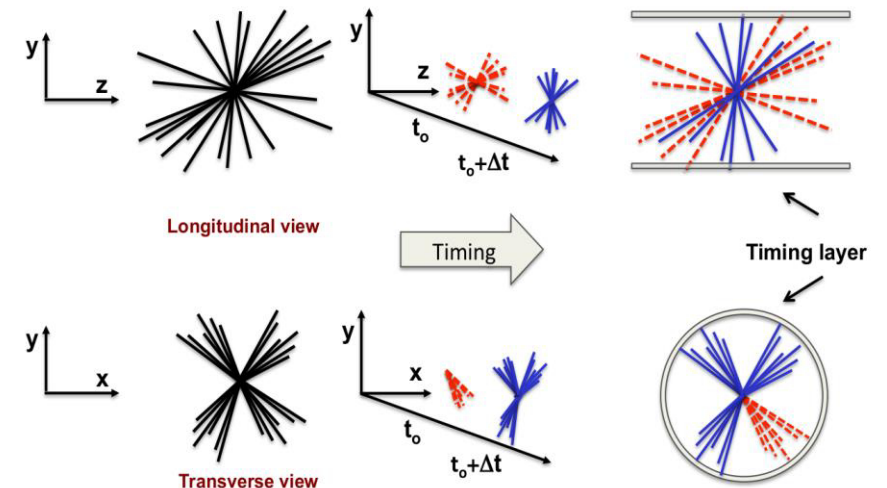 y
z
y
z
t₀
t₀+Δt
Longitudinal view
Timing
Timing layer
y
x
y
x
t₀
t₀+Δt
Transverse view